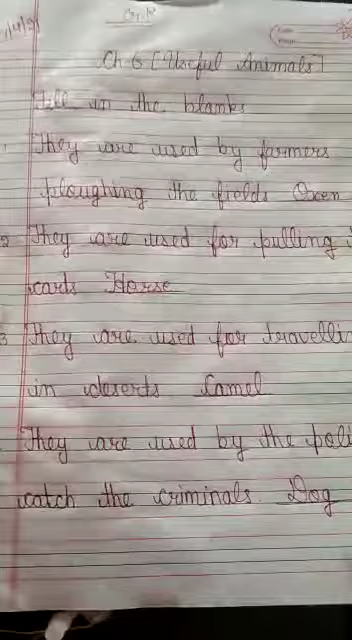 Ch 6 [Useful Animals]
Fill in the blanks
They are used by farmers
ploughing the fields Oxen
2 They are used for pulling
carts Horse
3 They are used for travelli
in deserts Camel
They are used by the poli
catch the criminals. Dog